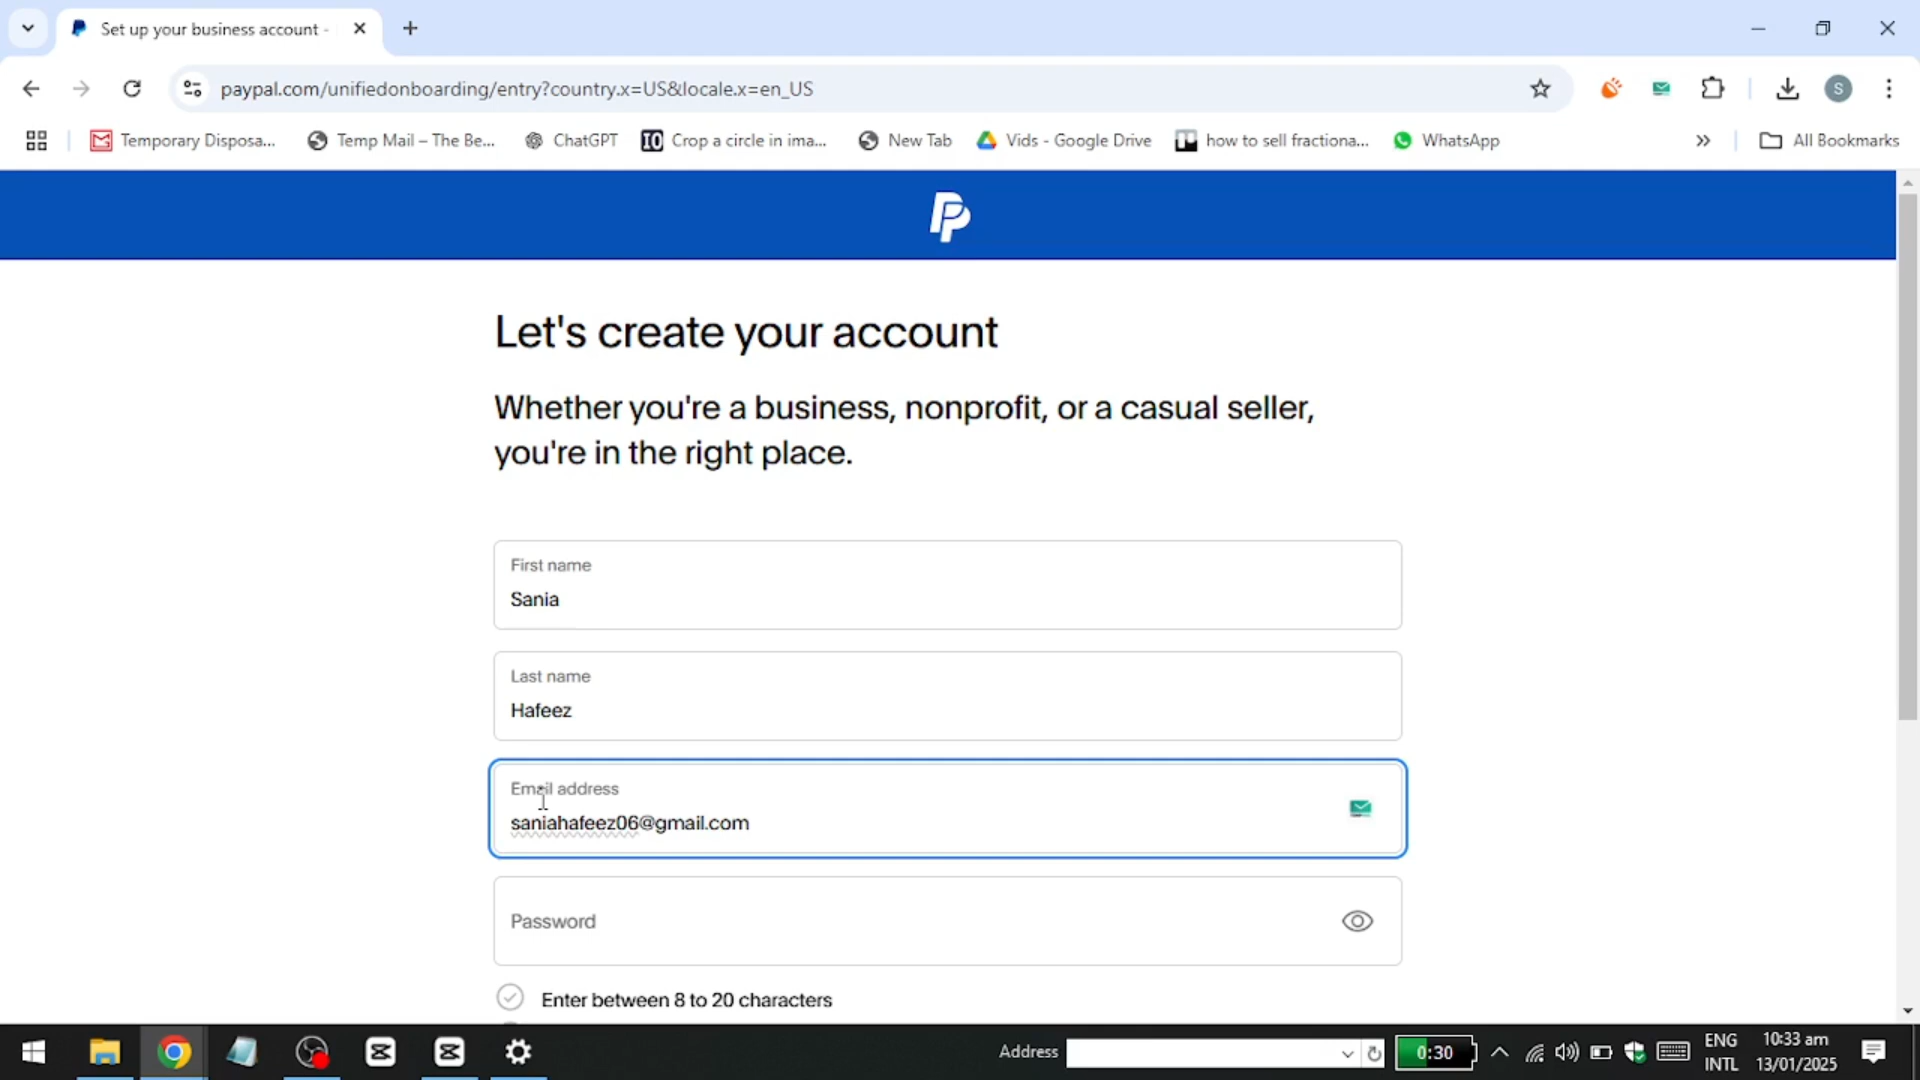 Set up your business account -
paypal.com/unifiedonboarding/entry?country.x=US&locale.x=en_US
S
Temporary Disposa...
Temp Mail – The Be...
ChatGPT
Crop a circle in ima...
New Tab
Vids - Google Drive
how to sell fractiona...
WhatsApp
All Bookmarks
Let's create your account
Whether you're a business, nonprofit, or a casual seller,
you're in the right place.
First name
Sania
Last name
Hafeez
Email address
saniahafeez06@gmail.com
Password
Enter between 8 to 20 characters
Address
0:30
ENG
INTL
10:33 am
13/01/2025